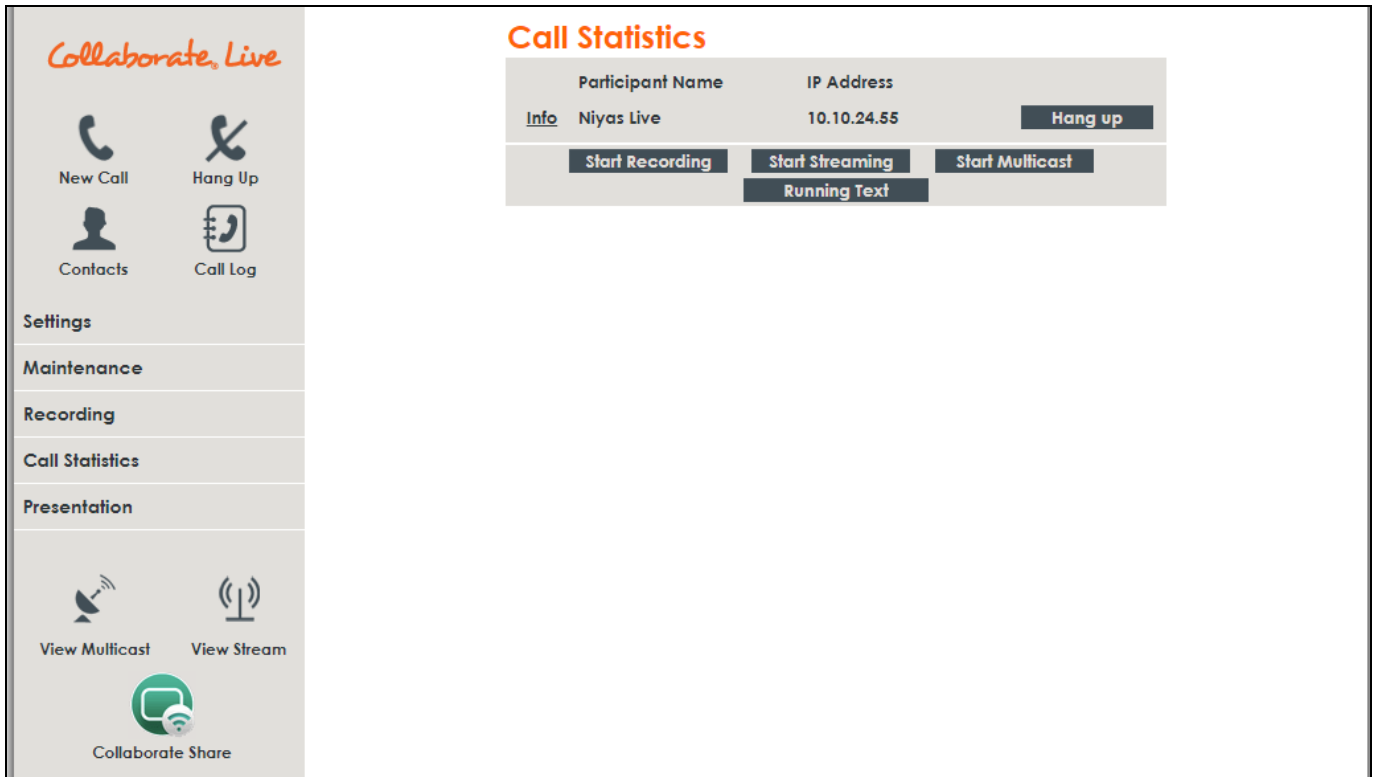 Collaborate® Live
New Call Hang Up
Contacts Call Log
Settings
Maintenance
Recording
Call Statistics
Presentation
View Multicast View Stream
Collaborate Share
Call Statistics
Participant Name IP Address
Info Niyas Live 10.10.24.55 Hang up
Start Recording Start Streaming Start Multicast
Running Text